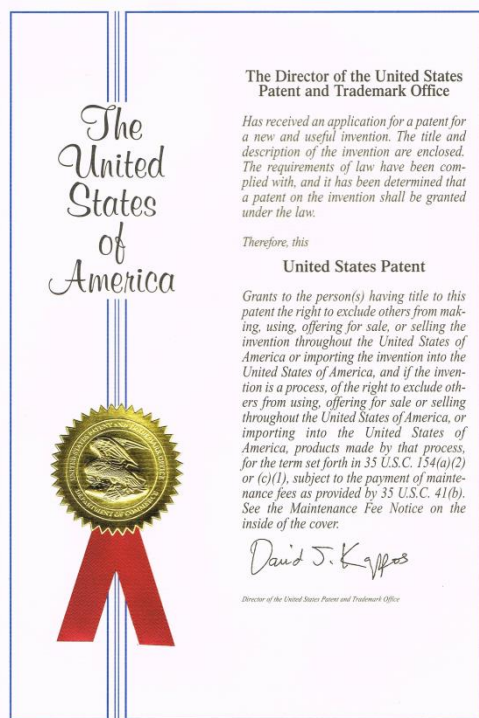 The
United
States
of
America
The Director of the United States
Patent and Trademark Office
Has received an application for a patent for
a new and useful invention. The title and
description of the invention are enclosed.
The requirements of law have been com-
plied with, and it has been determined that
a patent on the invention shall be granted
under the law.
Therefore, this
United States Patent
Grants to the person(s) having title to this
patent the right to exclude others from mak-
ing, using, offering for sale, or selling the
invention throughout the United States of
America or importing the invention into the
United States of America, and if the inven-
tion is a process, of the right to exclude oth-
ers from using, offering for sale or selling
throughout the United States of America, or
importing into the United States of
America, products made by that process,
for the term set forth in 35 U.S.C. 154(a)(2)
or (c)(1), subject to the payment of mainte-
nance fees as provided by 35 U.S.C. 41(b).
See the Maintenance Fee Notice on the
inside of the cover.
David J. Kappos
Director of the United States Patent and Trademark Office
UNITED STATES PATENT AND TRADEMARK OFFICE
DEPARTMENT OF COMMERCE